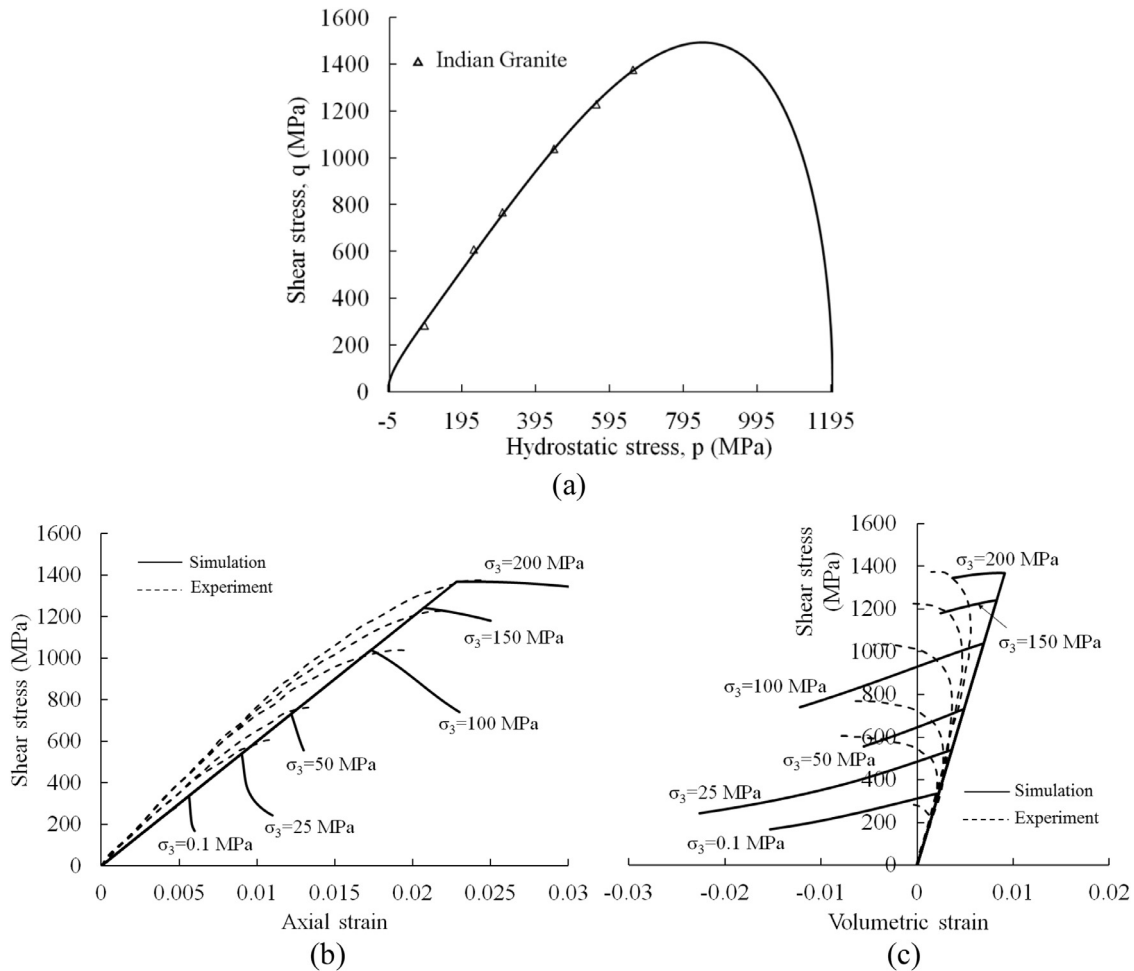 1600
1400
1200
1000
800
600
400
200
0
Shear stress, q (MPa)
Indian Granite
-5 195 395 595 795 995 1195
Hydrostatic stress, p (MPa)
(a)
1600
1400
1200
1000
800
600
400
200
0
Shear stress (MPa)
Simulation
Experiment
σ3=200 MPa
σ3=150 MPa
σ3=100 MPa
σ3=50 MPa
σ3=25 MPa
σ3=0.1 MPa
0 0.005 0.01 0.015 0.02 0.025 0.03
Axial strain
(b)
Shear stress
(MPa)
1600
1400
1200
1000
800
600
400
200
0
σ3=200 MPa
σ3=150 MPa
σ3=100 MPa
σ3=50 MPa
σ3=25 MPa
σ3=0.1 MPa
Simulation
Experiment
-0.03 -0.02 -0.01 0 0.01 0.02
Volumetric strain
(c)